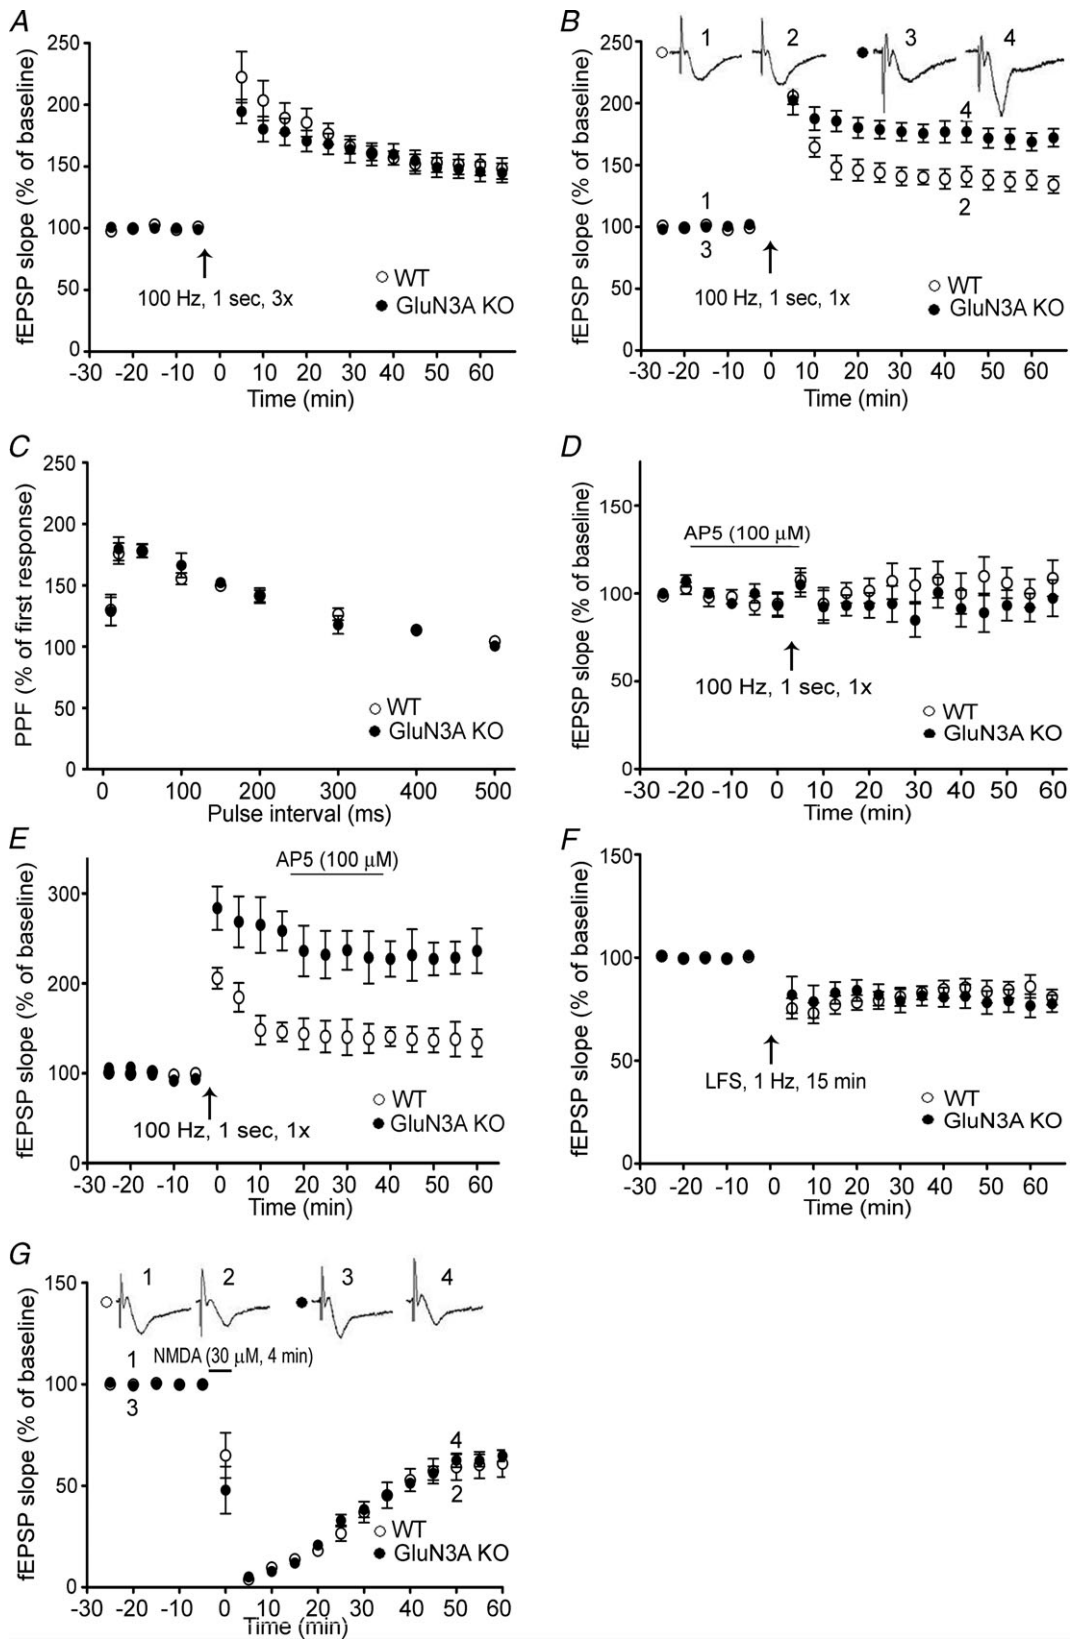 A
fEPSP slope (% of baseline)
250
200
150
100
50
0
-30 -20 -10 0 10 20 30 40 50 60
Time (min)
100 Hz, 1 sec, 3x
WT
GluN3A KO
B
fEPSP slope (% of baseline)
250
200
150
100
50
0
-30 -20 -10 0 10 20 30 40 50 60
Time (min)
1 2 3 4
4
2
1
3
100 Hz, 1 sec, 1x
WT
GluN3A KO
C
PPF (% of first response)
250
200
150
100
50
0
0 100 200 300 400 500
Pulse interval (ms)
WT
GluN3A KO
D
fEPSP slope (% of baseline)
150
100
50
0
-30 -20 -10 0 10 20 30 40 50 60
Time (min)
AP5 (100 μM)
100 Hz, 1 sec, 1x
WT
GluN3A KO
E
fEPSP slope (% of baseline)
300
200
100
0
-30 -20 -10 0 10 20 30 40 50 60
Time (min)
AP5 (100 μM)
100 Hz, 1 sec, 1x
WT
GluN3A KO
F
fEPSP slope (% of baseline)
150
100
50
0
-30 -20 -10 0 10 20 30 40 50 60
Time (min)
LFS, 1 Hz, 15 min
WT
GluN3A KO
G
fEPSP slope (% of baseline)
150
100
50
0
-30 -20 -10 0 10 20 30 40 50 60
Time (min)
1 2 3 4
1
NMDA (30 μM, 4 min)
3
4
2
WT
GluN3A KO